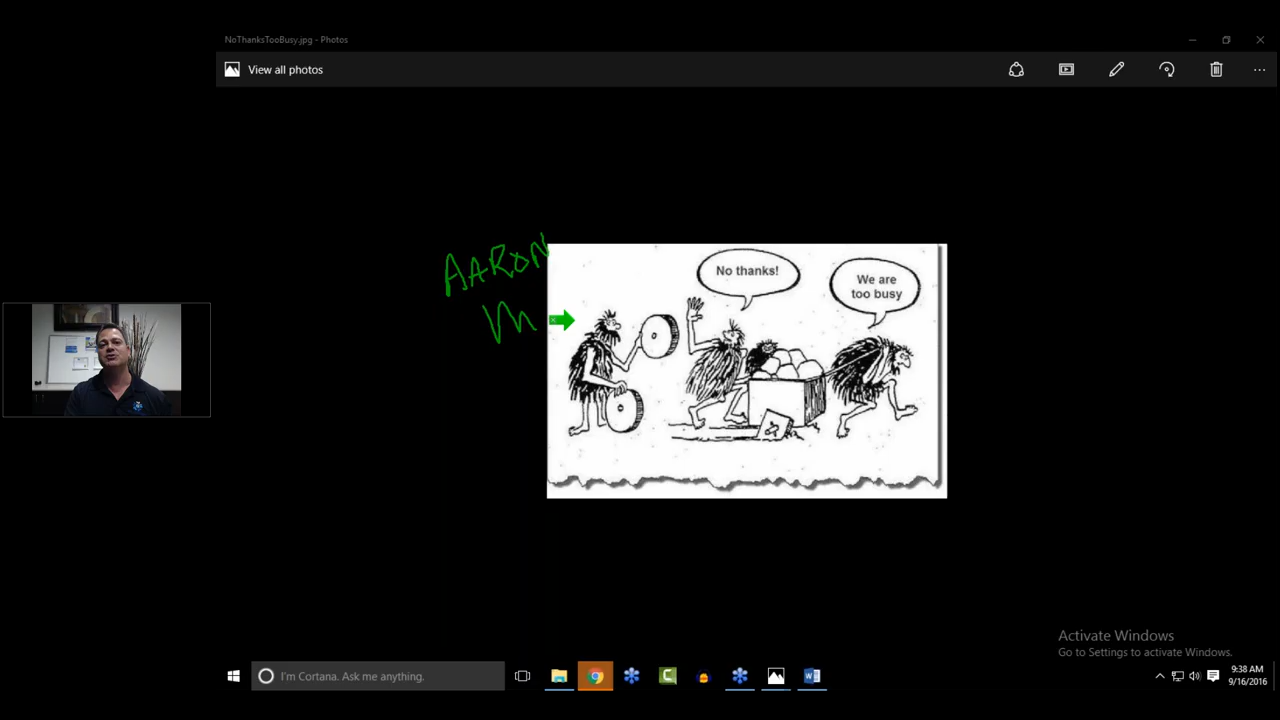 NoThanksTooBusy.jpg - Photos
View all photos
AARON
M
No thanks!
We are
too busy
Activate Windows
Go to Settings to activate Windows.
I'm Cortana. Ask me anything.
9:38 AM
9/16/2016